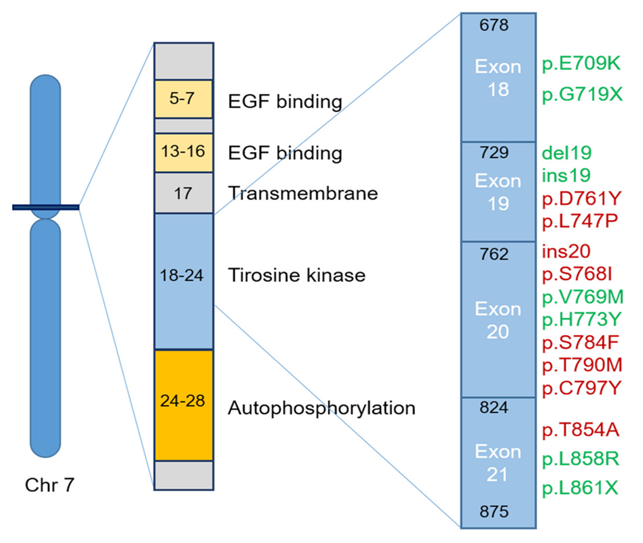 Chr 7
5-7
EGF binding
13-16
EGF binding
17
Transmembrane
18-24
Tirosine kinase
24-28
Autophosphorylation
678
Exon
18
p.E709K
p.G719X
729
Exon
19
del19
ins19
p.D761Y
p.L747P
762
Exon
20
ins20
p.S768I
p.V769M
p.H773Y
p.S784F
p.T790M
p.C797Y
824
Exon
21
875
p.T854A
p.L858R
p.L861X